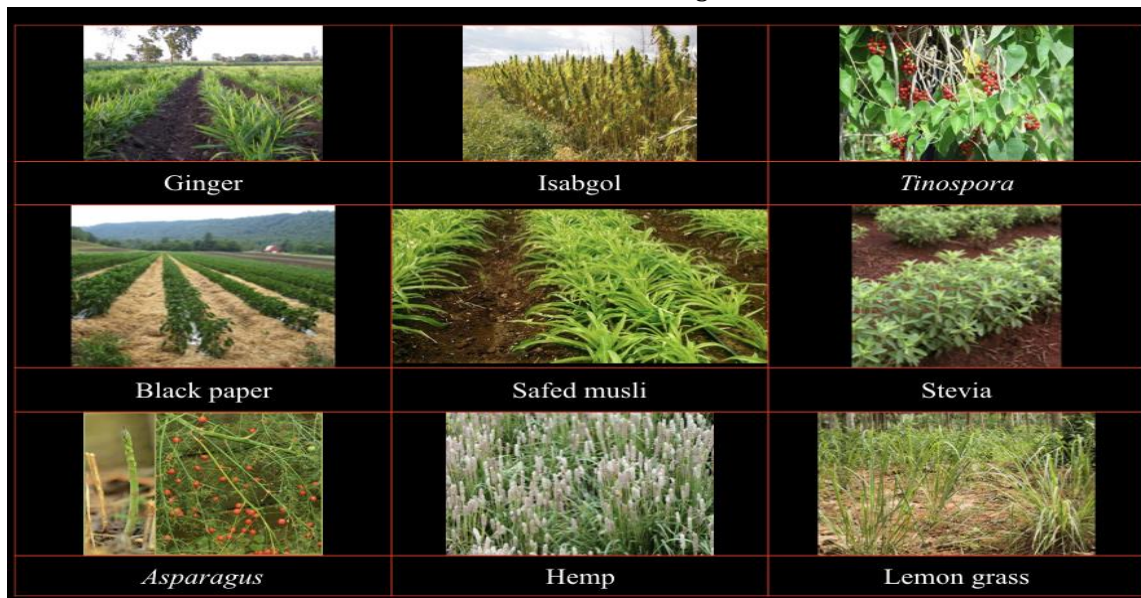 Ginger
Isabgol
Tinospora
Black paper
Safed musli
Stevia
Asparagus
Hemp
Lemon grass